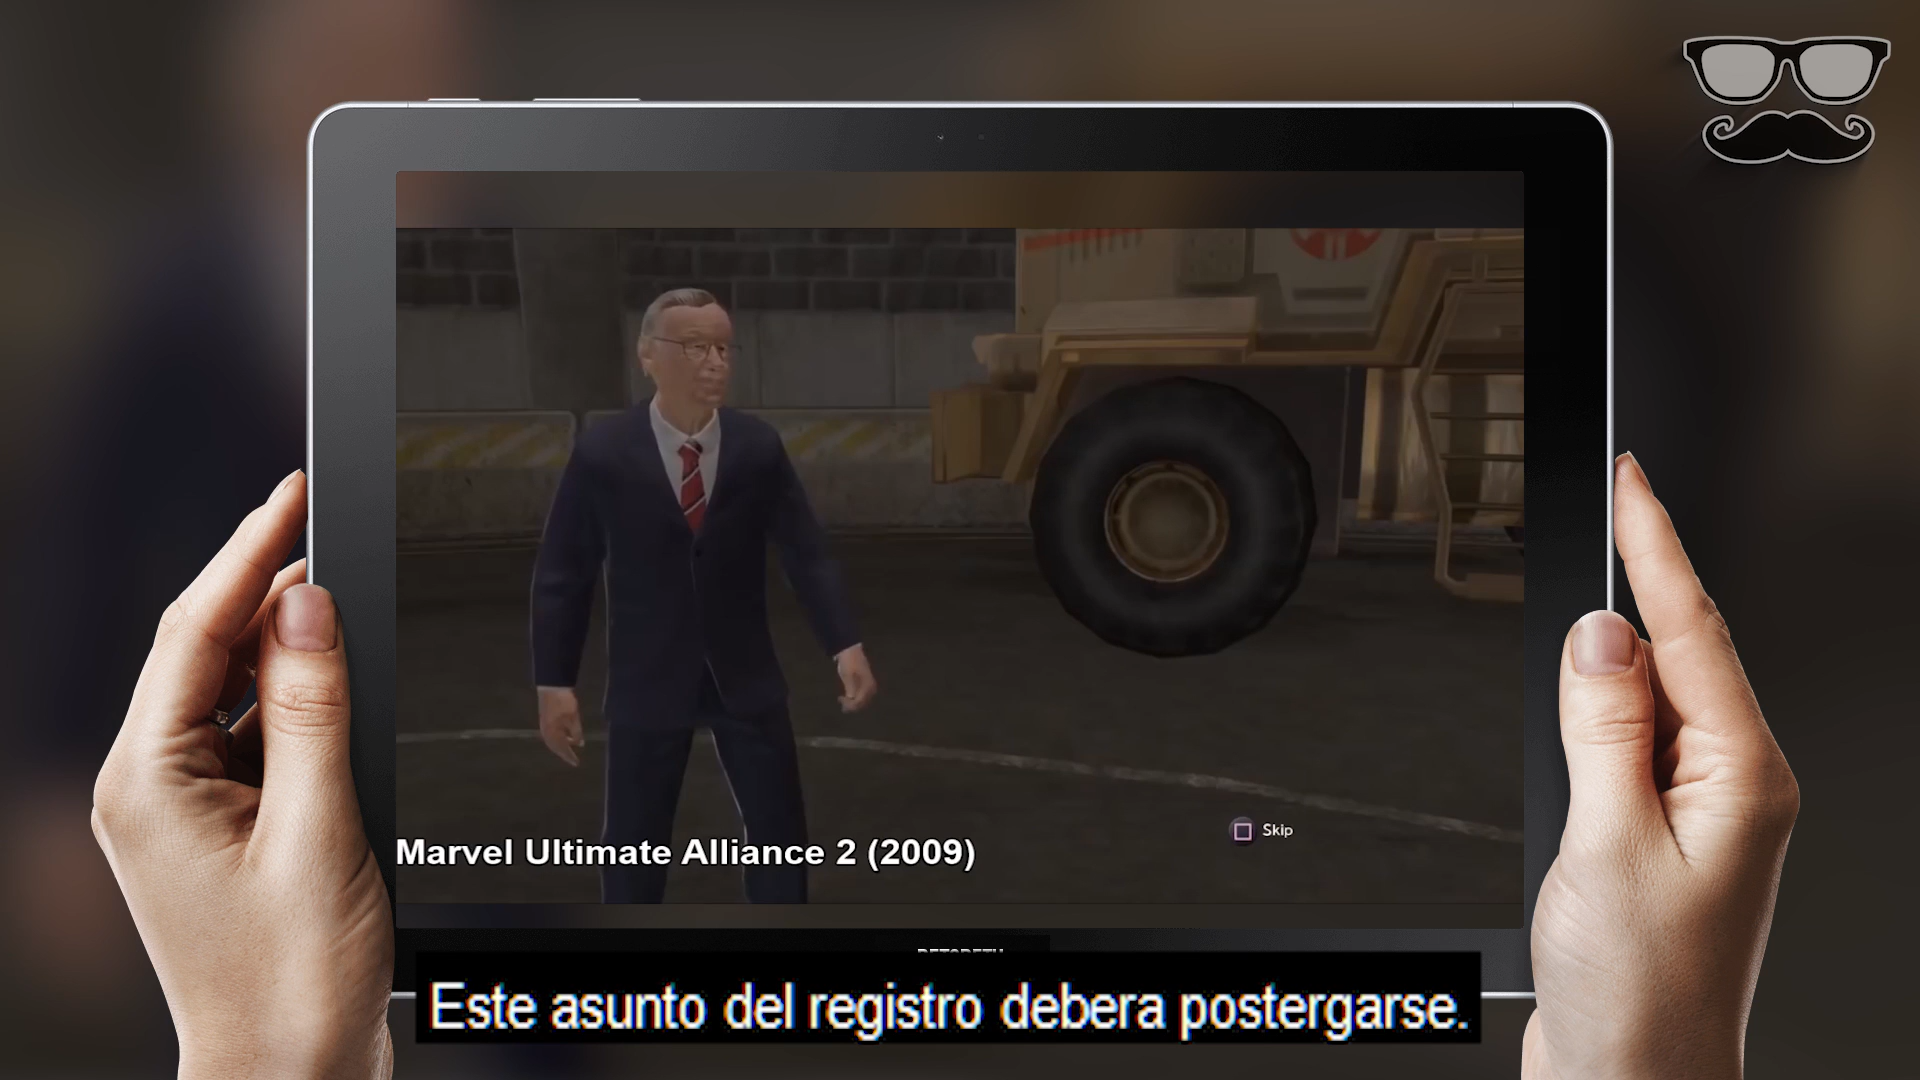 Skip
Marvel Ultimate Alliance 2 (2009)
Este asunto del registro debera postergarse.